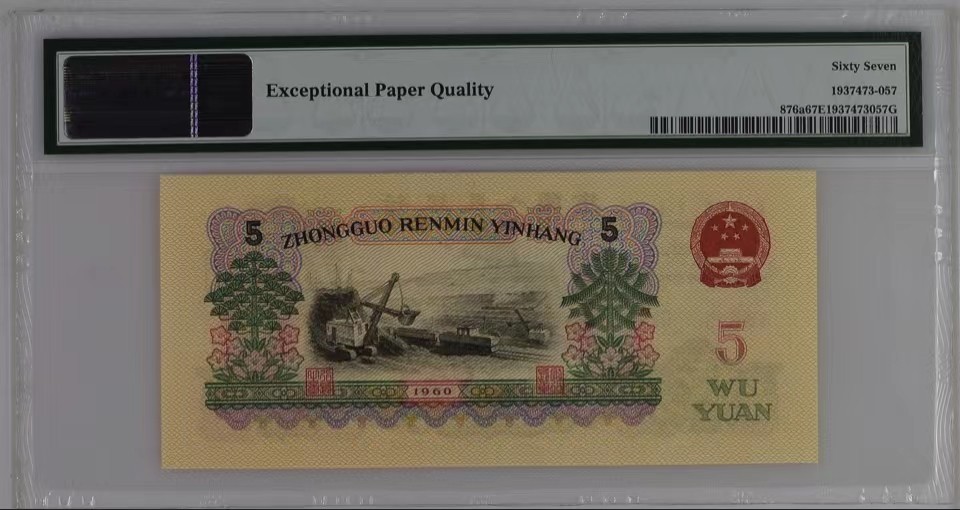 Exceptional Paper Quality
Sixty Seven
1937473-057
876a67E1937473057G
5 ZHONGGUO RENMIN YINHANG 5
1960
5
WU
YUAN